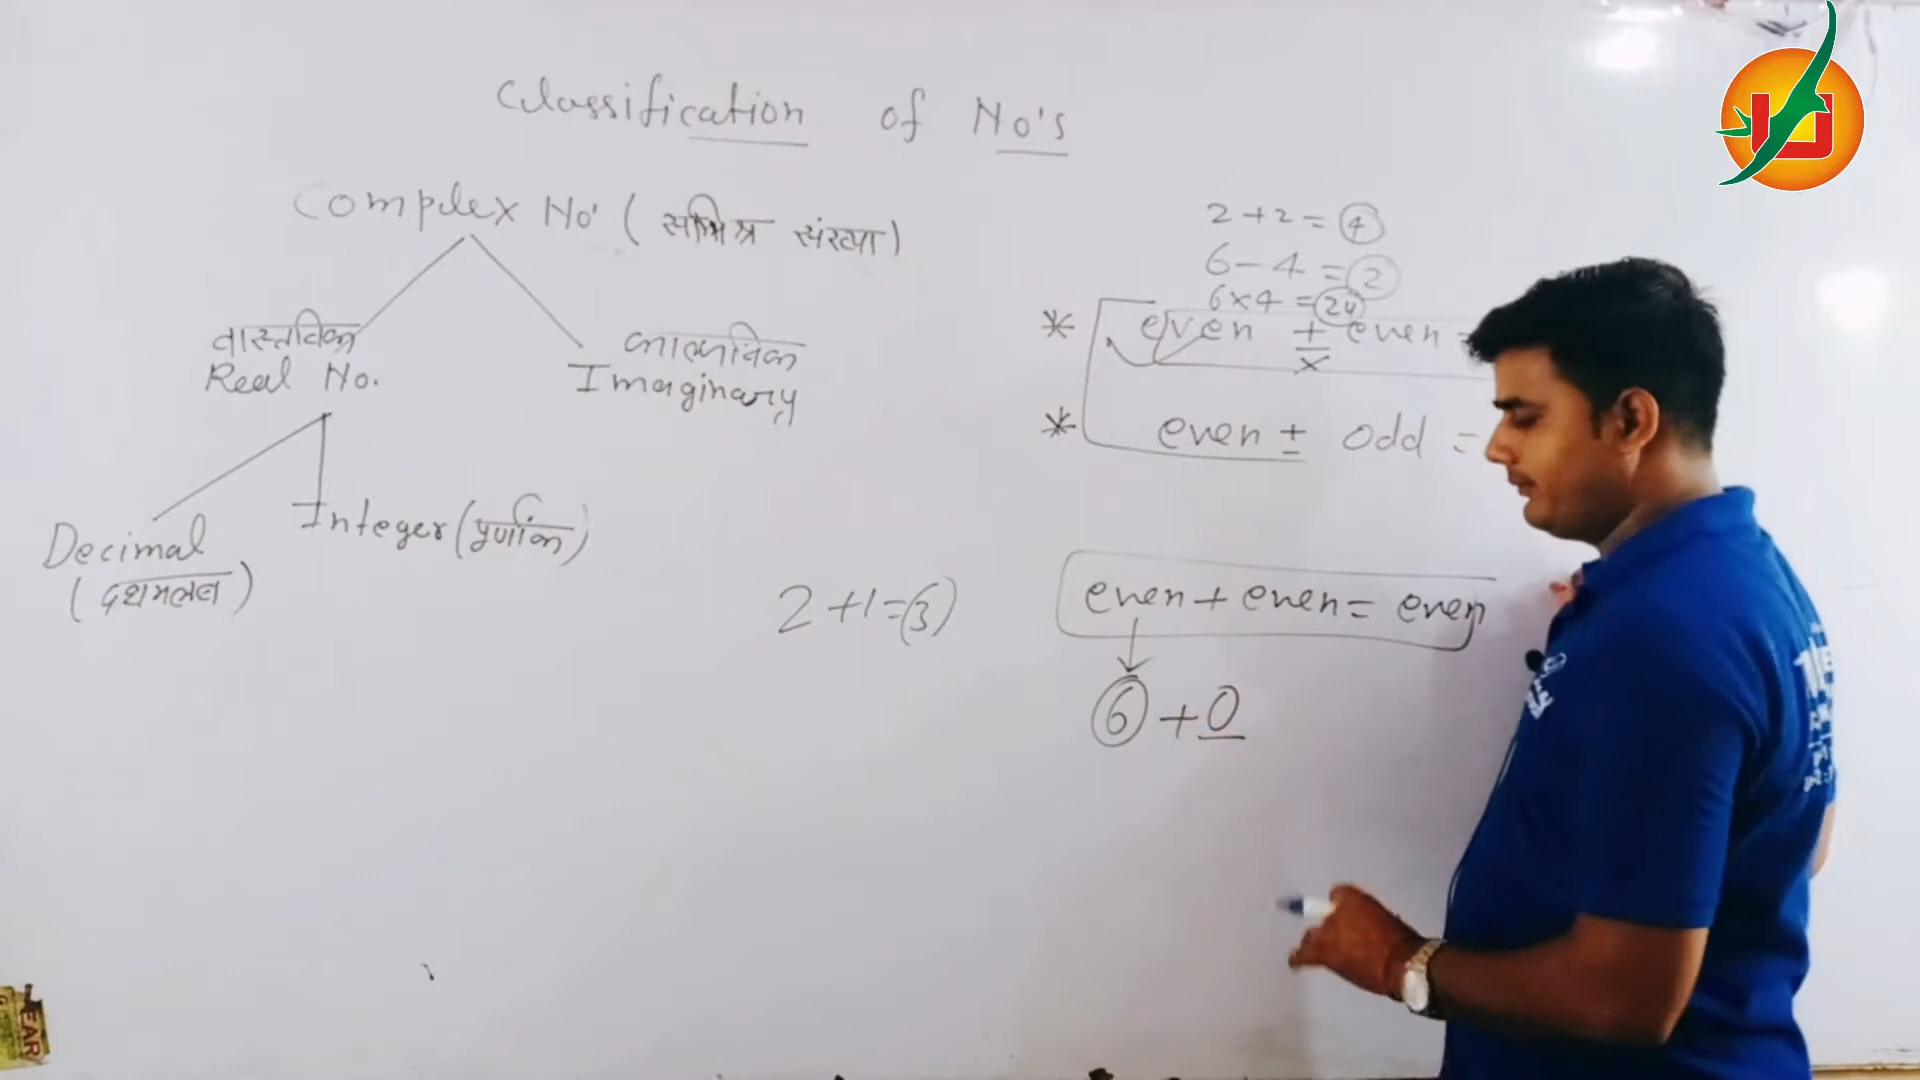 Classification of No's
Complex No' (सम्मिश्र संख्या)
वास्तविक
Real No.
काल्पनिक
Imaginary
Decimal
(दशमलव)
Integer (पुर्णांक)
2+2=4
6-4=2
6×4=24
* even ± even
×
* even ± odd =
2+1=(3)
even + even = even
6 + 0